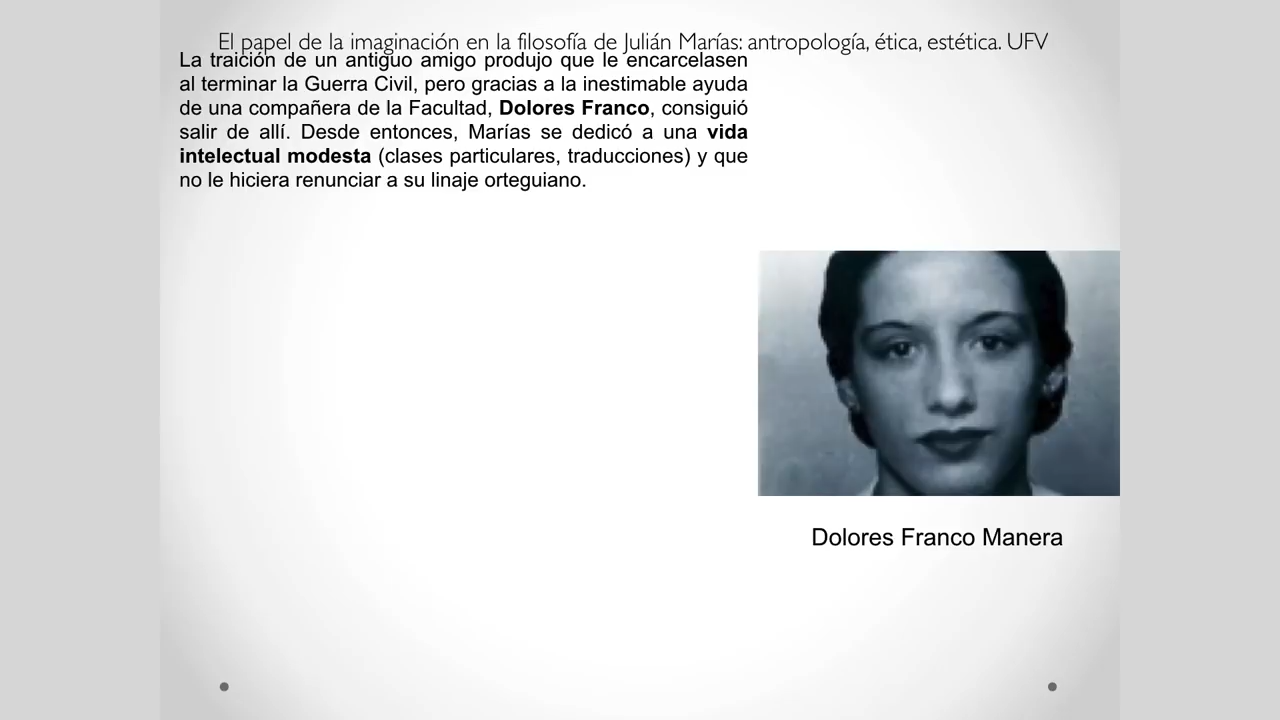 El papel de la imaginación en la filosofía de Julián Marías: antropología, ética, estética. UFV
La traición de un antiguo amigo produjo que le encarcelasen
al terminar la Guerra Civil, pero gracias a la inestimable ayuda
de una compañera de la Facultad, Dolores Franco, consiguió
salir de allí. Desde entonces, Marías se dedicó a una vida
intelectual modesta (clases particulares, traducciones) y que
no le hiciera renunciar a su linaje orteguiano.
Dolores Franco Manera